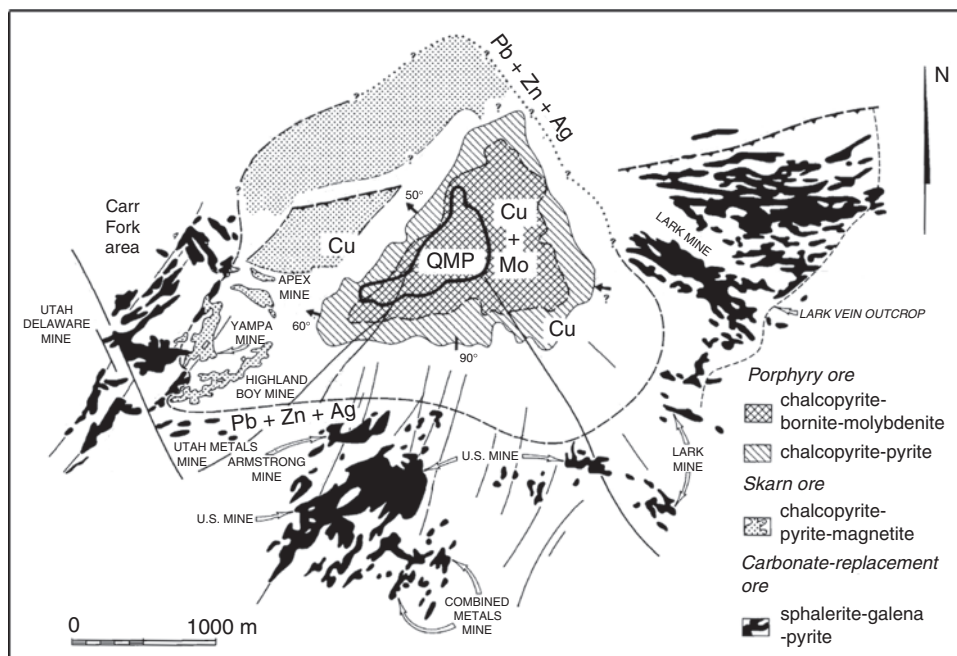 Pb + Zn + Ag
N
Carr
Fork
area
50°
Cu
Cu
+
Mo
QMP
LARK MINE
APEX
MINE
UTAH
DELAWARE
MINE
YAMPA
MINE
60°
?
Cu
LARK VEIN OUTCROP
90°
HIGHLAND
BOY MINE
Pb + Zn + Ag
UTAH METALS
MINE
ARMSTRONG
MINE
U.S. MINE
LARK
MINE
U.S. MINE
COMBINED
METALS
MINE
0 1000 m
Porphyry ore
chalcopyrite-
bornite-molybdenite
chalcopyrite-pyrite
Skarn ore
chalcopyrite-
pyrite-magnetite
Carbonate-replacement
ore
sphalerite-galena
-pyrite